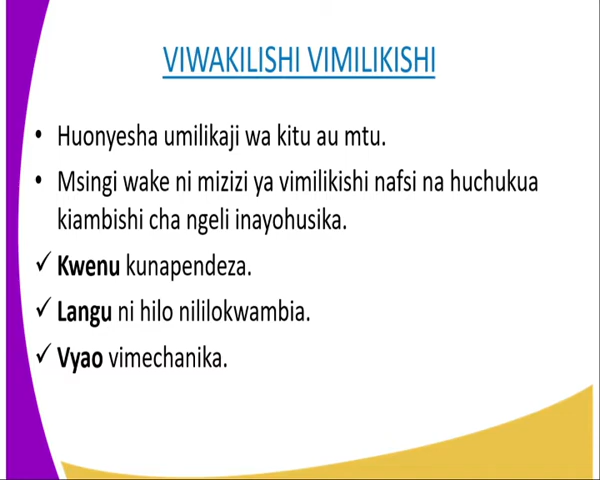 VIWAKILISHI VIMILIKISHI
• Huonyesha umilikaji wa kitu au mtu.
• Msingi wake ni mizizi ya vimilikishi nafsi na huchukua
kiambishi cha ngeli inayohusika.
✓ Kwenu kunapendeza.
✓ Langu ni hilo nililokwambia.
✓ Vyao vimechanika.